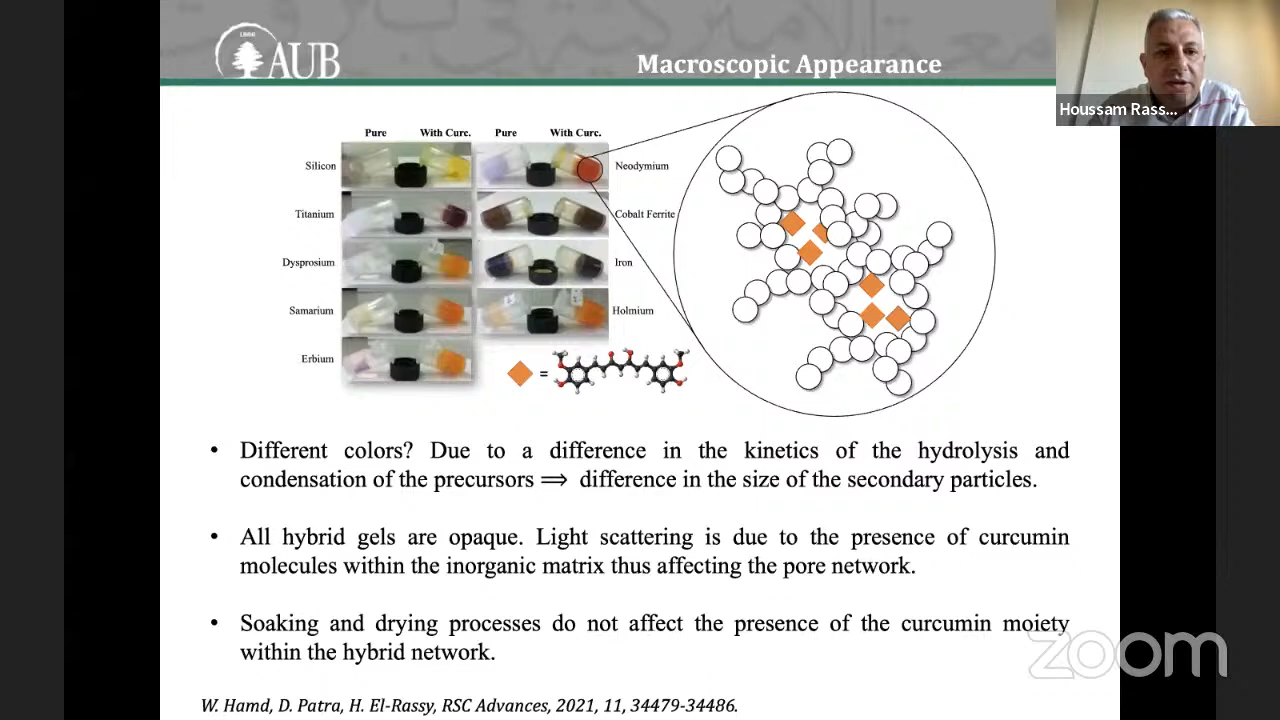 AUB
Macroscopic Appearance
Houssam Rass...
Pure With Curc. Pure With Curc.
Silicon
Neodymium
Titanium
Cobalt Ferrite
Dysprosium
Iron
Samarium
Holmium
Erbium
=
• Different colors? Due to a difference in the kinetics of the hydrolysis and
condensation of the precursors ⟹ difference in the size of the secondary particles.
• All hybrid gels are opaque. Light scattering is due to the presence of curcumin
molecules within the inorganic matrix thus affecting the pore network.
• Soaking and drying processes do not affect the presence of the curcumin moiety
within the hybrid network.
zoom
W. Hamd, D. Patra, H. El-Rassy, RSC Advances, 2021, 11, 34479-34486.